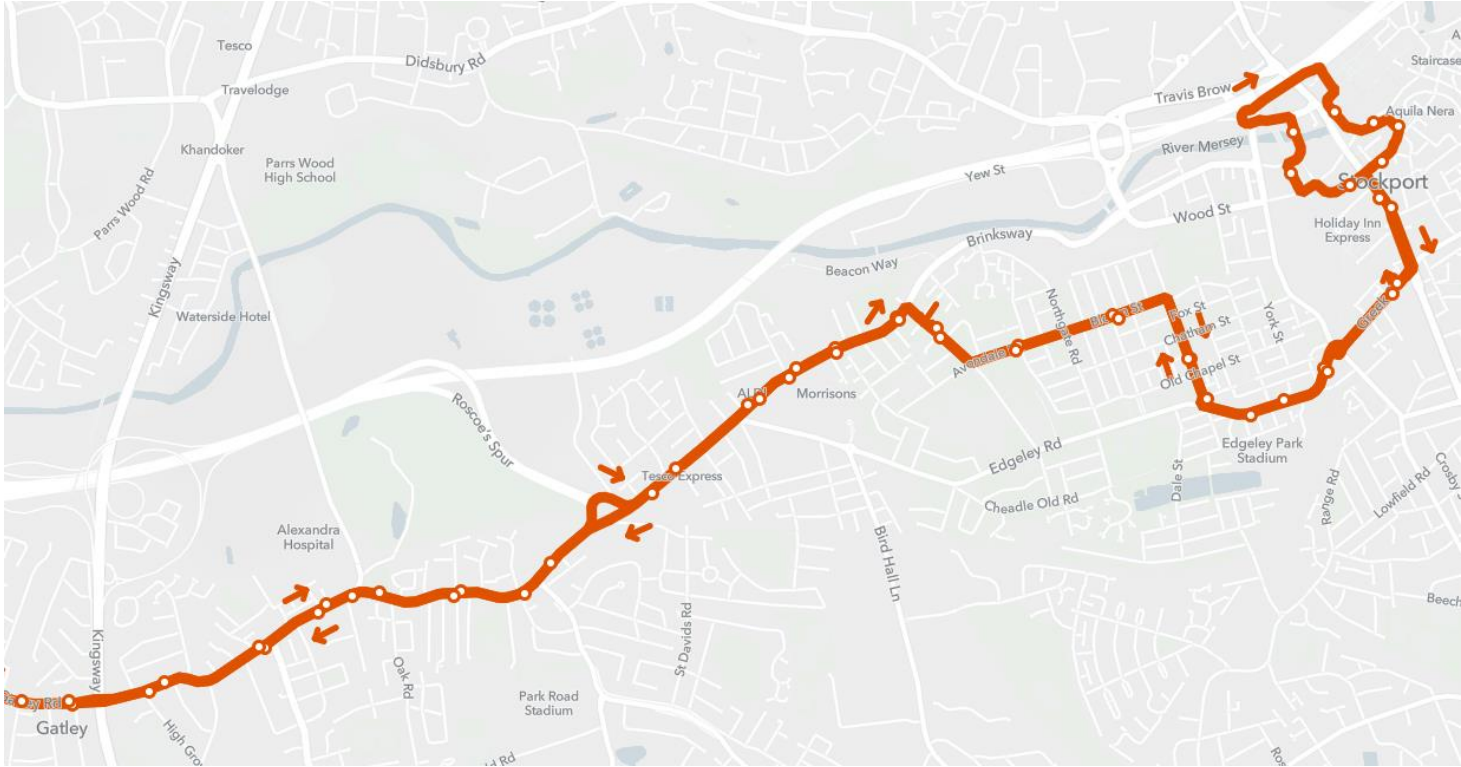 Tesco
Didsbury Rd
Travelodge
Khandoker
Parrs Wood
High School
Parrs Wood Rd
Kingsway
Waterside Hotel
Staircase
Travis Brow
Aquila Nera
River Mersey
Yew St
Stockport
Wood St
Holiday Inn
Express
Brinksway
Beacon Way
Northgate Rd
Fox St
Chatham St
York St
Greek
Old Chapel St
Morrisons
Edgeley Park
Stadium
Edgeley Rd
Roscoe's Spur
Tesco Express
Dale St
Cheadle Old Rd
Range Rd
Lowfield Rd
Crosby
Alexandra
Hospital
Bird Hall Ln
Beech
St Davids Rd
Kingsway
Oak Rd
Park Road
Stadium
Gatley
High Gro